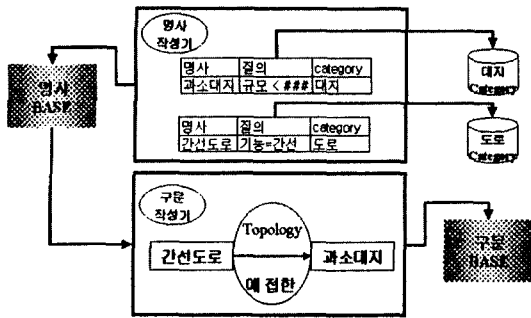 명사
작성기
명사 질의 category
과소대지 규모 < ### 대지
대지
Category
명사
BASE
명사 질의 category
간선도로 기능=간선 도로
도로
Category
구문
작성기
Topology
간선도로 과소대지
에 접한
구문
BASE